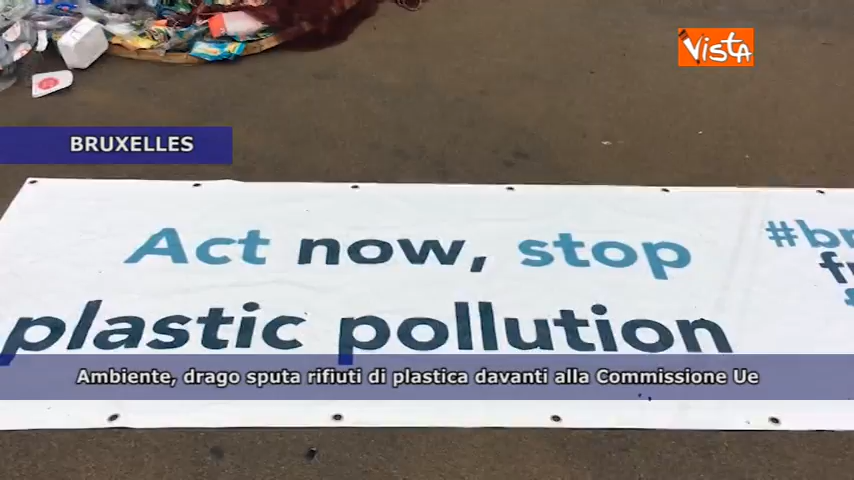 VISTA
BRUXELLES
Act now, stop
plastic pollution
Ambiente, drago sputa rifiuti di plastica davanti alla Commissione Ue